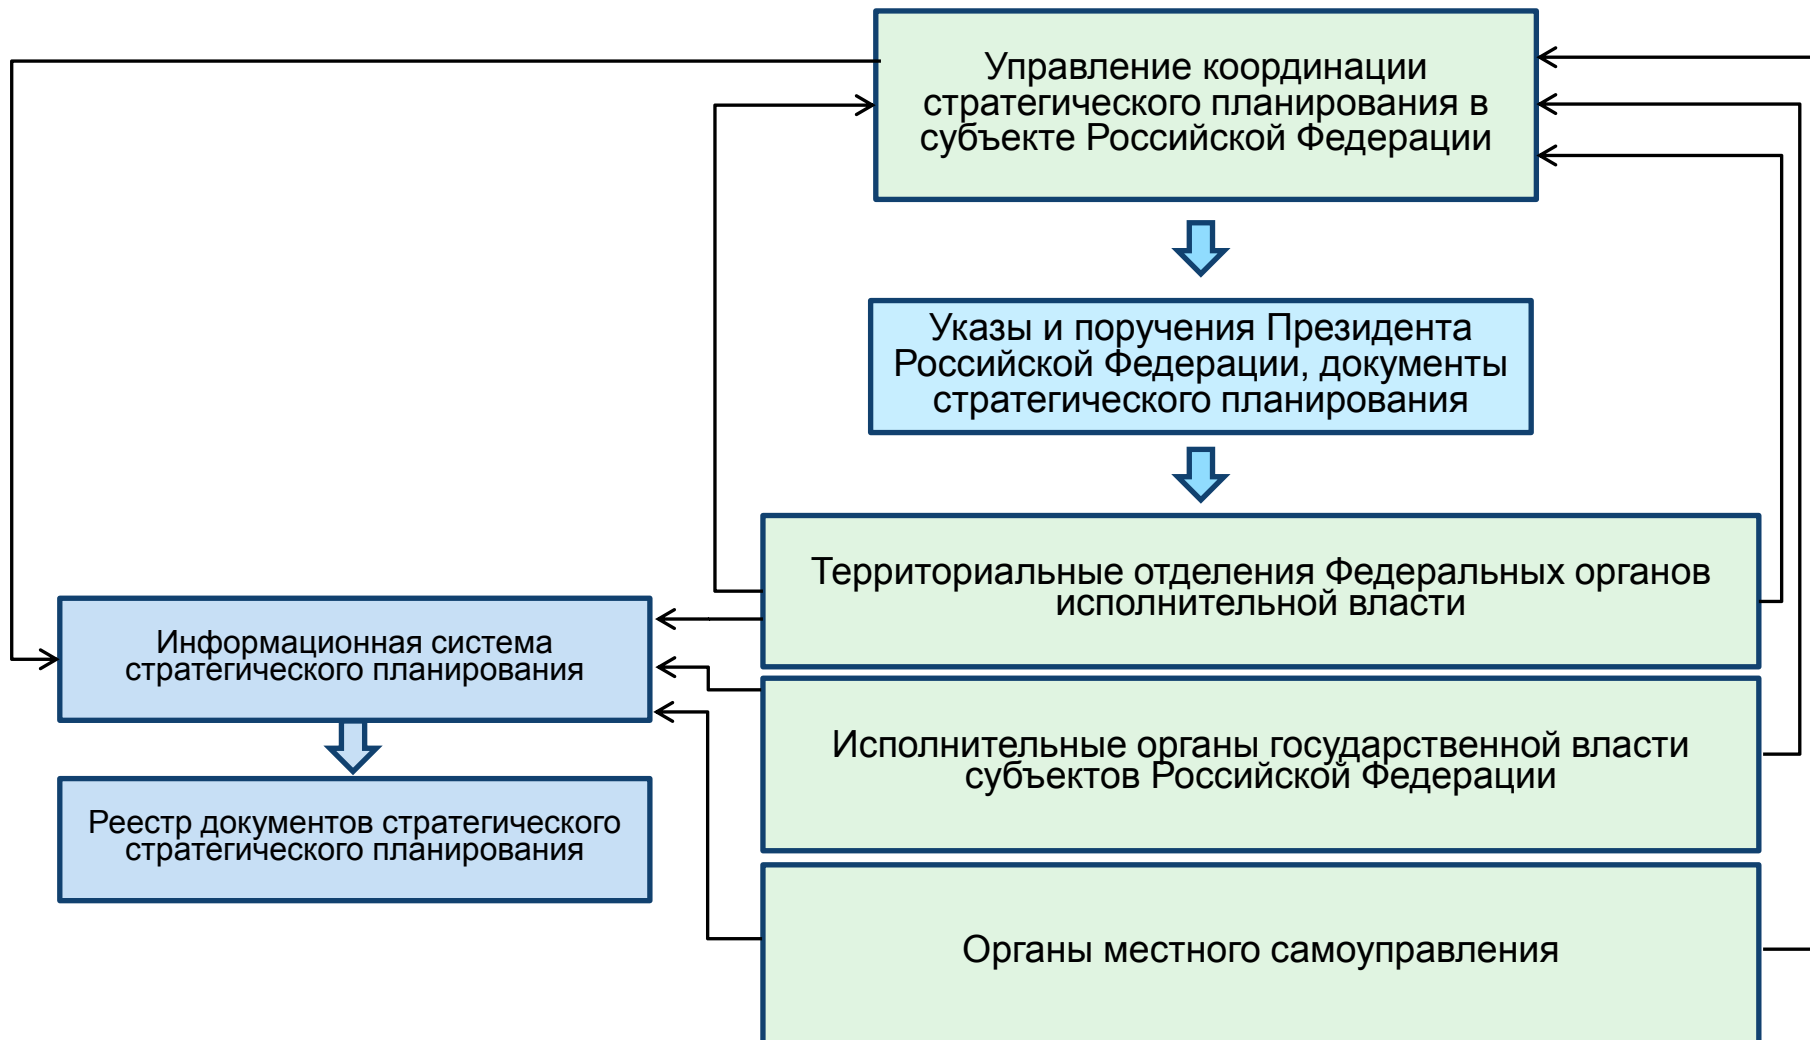 Управление координации
стратегического планирования в
субъекте Российской Федерации
Указы и поручения Президента
Российской Федерации, документы
стратегического планирования
Территориальные отделения Федеральных органов
исполнительной власти
Информационная система
стратегического планирования
Исполнительные органы государственной власти
субъектов Российской Федерации
Реестр документов стратегического
стратегического планирования
Органы местного самоуправления